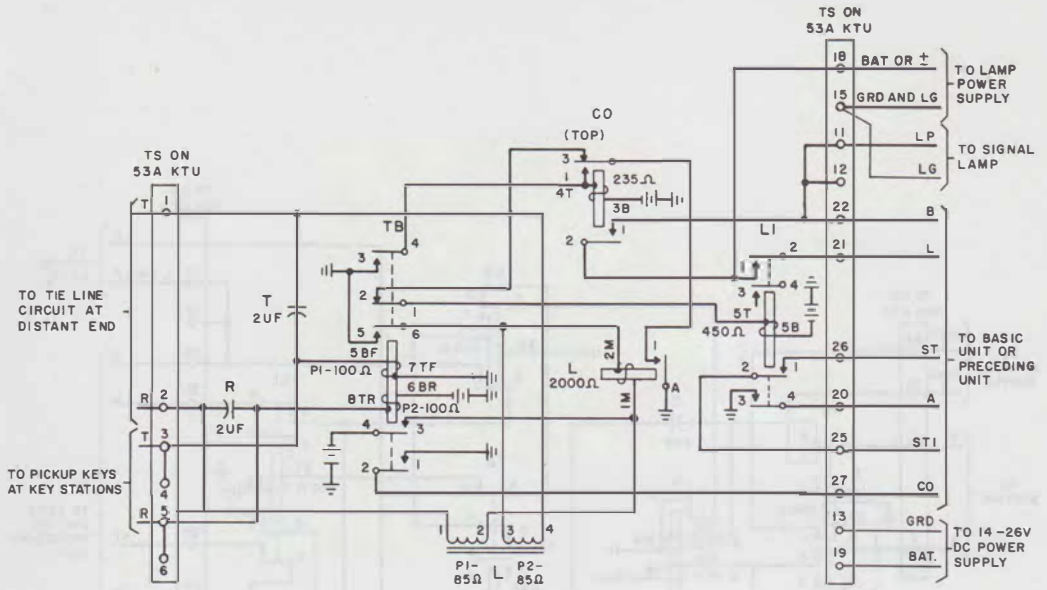 TS ON
53A KTU
18
BAT OR ±
15
GRD AND LG
TO LAMP
POWER
SUPPLY
11
LP
12
LG
TO SIGNAL
LAMP
22
B
21
L
26
ST
20
A
25
ST1
27
CO
TO BASIC
UNIT OR
PRECEDING
UNIT
13
GRD
19
BAT.
TO 14-26V
DC POWER
SUPPLY
CO
(TOP)
3
1
4T
235Ω
3B
1
2
L1
2
1
3
4
5T
450Ω
5B
2
1
3
4
TS ON
53A KTU
T
1
TO TIE LINE
CIRCUIT AT
DISTANT END
T
2UF
R
2
R
2UF
T
3
4
TO PICKUP KEYS
AT KEY STATIONS
R
5
6
TB
4
3
2
1
6
5
5BF
P1-100Ω
7TF
6BR
8TR
P2-100Ω
4
3
2
1
L
2000Ω
2M
1M
1
A
1
2
3
4
P1-
85Ω
L
P2-
85Ω